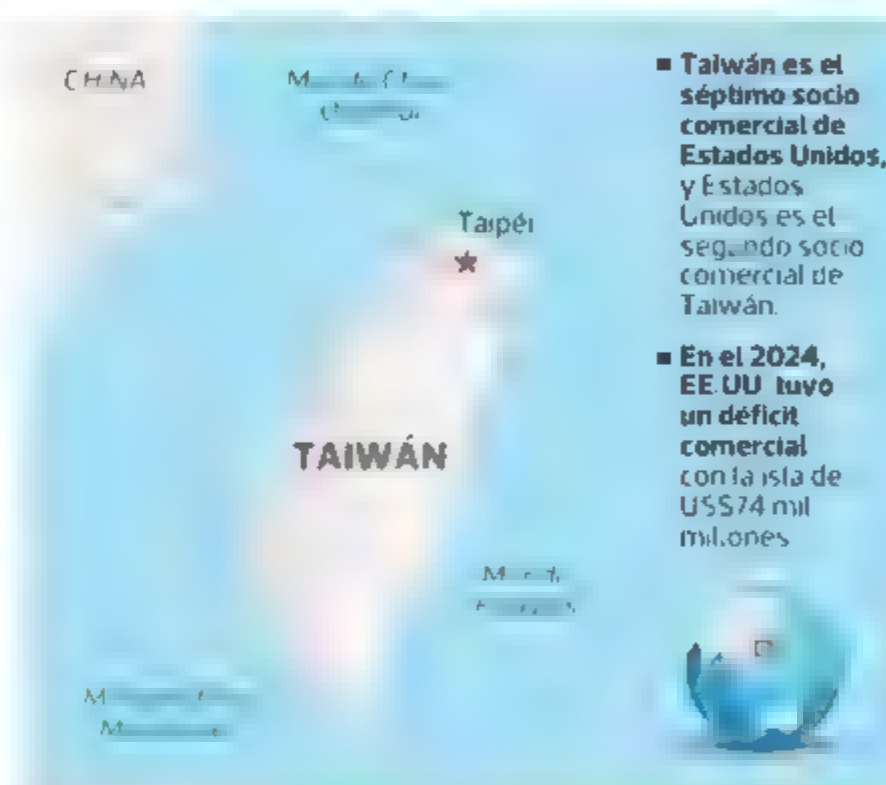 CHINA
Taipéi
TAIWÁN
■ Taiwán es el
séptimo socio
comercial de
Estados Unidos,
y Estados
Unidos es el
segundo socio
comercial de
Taiwán.
■ En el 2024,
EE.UU tuvo
un déficit
comercial
con la isla de
US$74 mil
millones